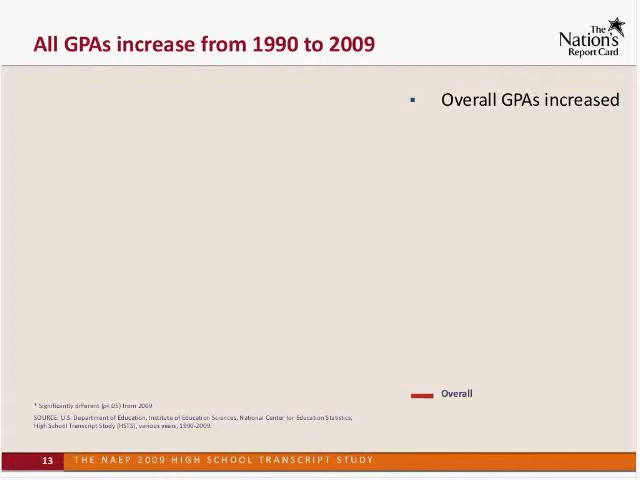 All GPAs increase from 1990 to 2009
The
Nation's
Report Card
▪ Overall GPAs increased
Overall
* Significantly different (p<.05) from 2009
SOURCE: U.S. Department of Education, Institute of Education Sciences, National Center for Education Statistics,
High School Transcript Study (HSTS), various years, 1990-2009.
13 THE NAEP 2009 HIGH SCHOOL TRANSCRIPT STUDY